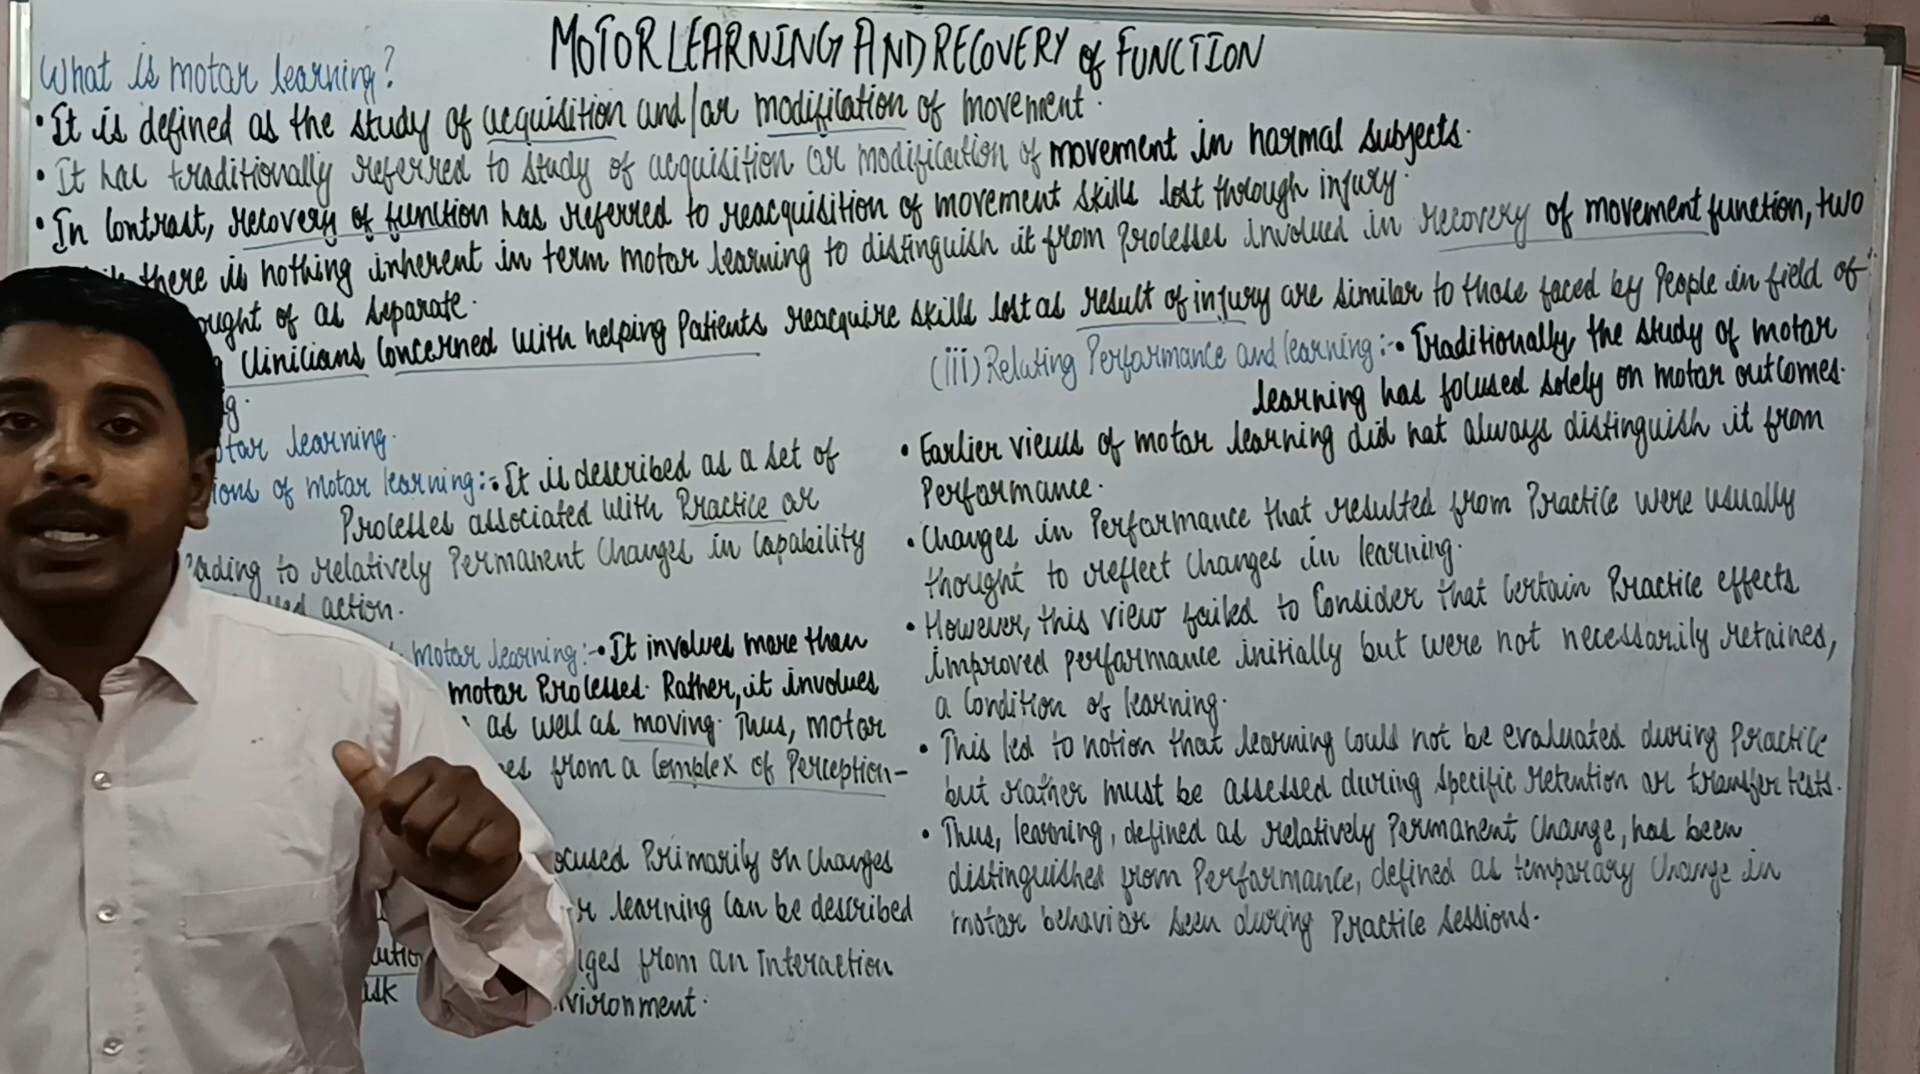 MOTOR LEARNING AND RECOVERY of FUNCTION
What is motor learning?
• It is defined as the study of acquisition and/or modification of movement.
• It has traditionally referred to study of acquisition or modification of movement in normal subjects.
• In Contrast, recovery of function has referred to reacquisition of movement skills lost through injury.
there is nothing inherent in term motor learning to distinguish it from Processes involved in recovery of movement function, two
ought of as separate.
Clinicians Concerned with helping Patients reacquire skills lost as result of injury are similar to those faced by People in field of
g.
otor learning.
ions of motor learning:- • It is described as a set of
Processes associated with Practice or
eading to relatively Permanent Changes in Capability
action.
motor learning:- • It involves more than
motor Processes. Rather, it involves
as well as moving. Thus, motor
es from a Complex of Perception-
ocused Primarily on changes
r learning Can be described
ution
ges from an Interaction
ask
nvironment.
(iii) Relating Performance and learning:- • Traditionally, the study of motor
learning has focused solely on motor outcomes.
• Earlier views of motor learning did not always distinguish it from
Performance.
• Changes in Performance that resulted from Practice were usually
thought to reflect Changes in learning.
• However, this view failed to Consider that Certain Practice effects
improved performance initially but were not necessarily retained,
a Condition of learning.
• This led to notion that learning Could not be evaluated during Practice
but rather must be assessed during specific retention or transfer tests.
• Thus, learning, defined as relatively Permanent Change, has been
distinguished from Performance, defined as temporary Change in
motor behavior seen during Practice sessions.